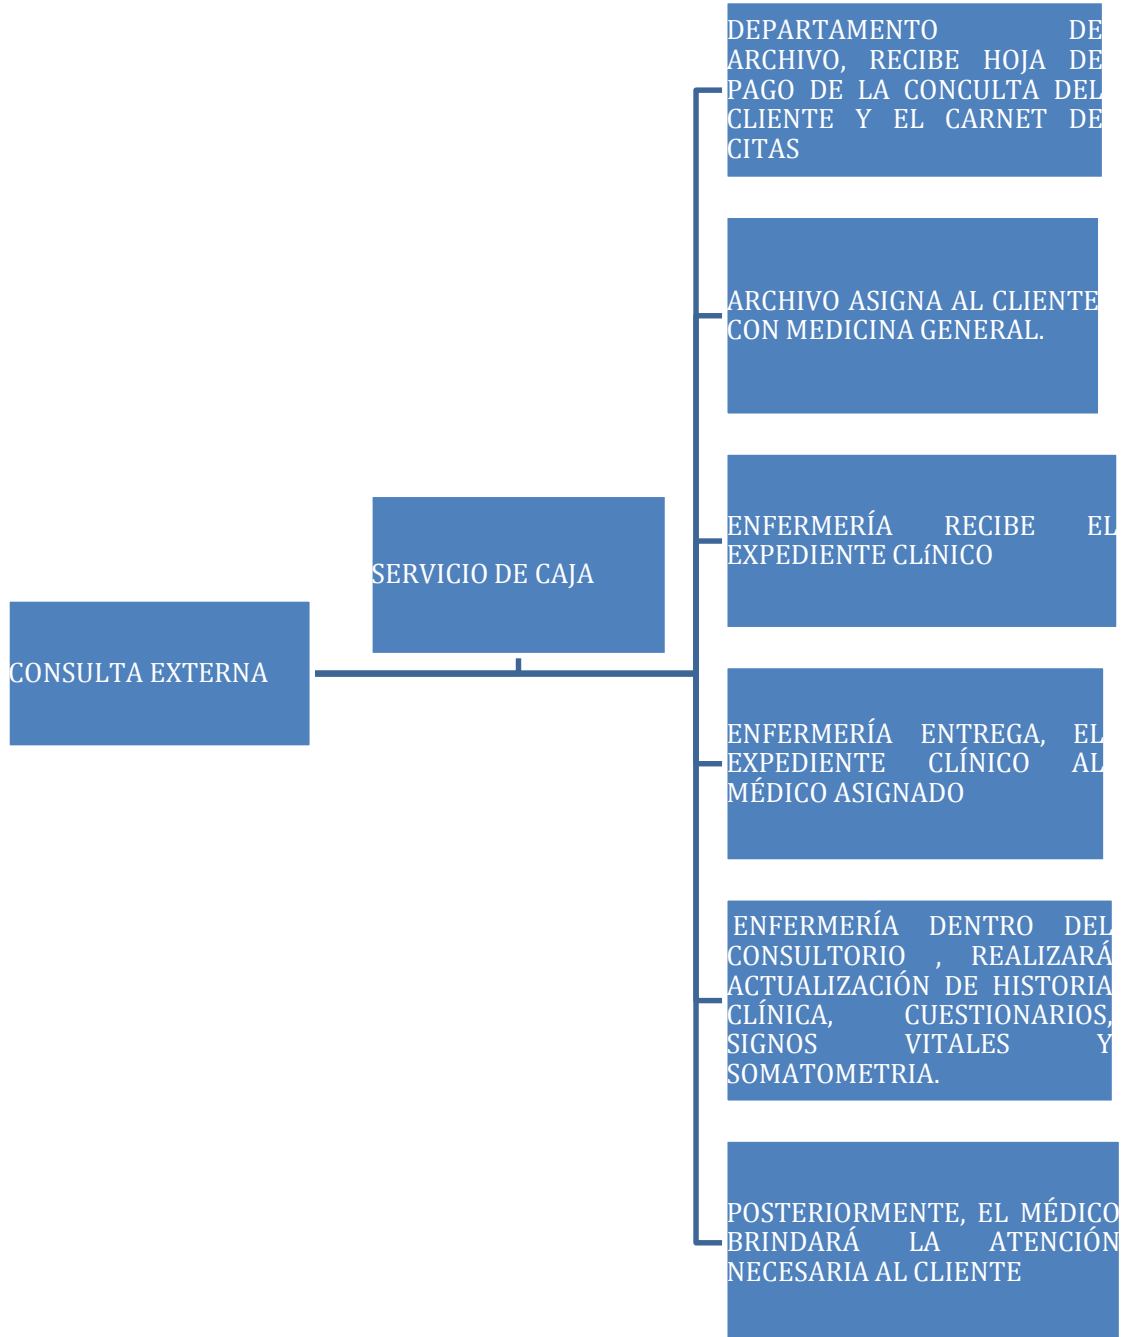 CONSULTA EXTERNA
SERVICIO DE CAJA
DEPARTAMENTO DE
ARCHIVO, RECIBE HOJA DE
PAGO DE LA CONCULTA DEL
CLIENTE Y EL CARNET DE
CITAS
ARCHIVO ASIGNA AL CLIENTE
CON MEDICINA GENERAL.
ENFERMERÍA RECIBE EL
EXPEDIENTE CLíNICO
ENFERMERÍA ENTREGA, EL
EXPEDIENTE CLÍNICO AL
MÉDICO ASIGNADO
ENFERMERÍA DENTRO DEL
CONSULTORIO , REALIZARÁ
ACTUALIZACIÓN DE HISTORIA
CLÍNICA, CUESTIONARIOS,
SIGNOS VITALES Y
SOMATOMETRIA.
POSTERIORMENTE, EL MÉDICO
BRINDARÁ LA ATENCIÓN
NECESARIA AL CLIENTE